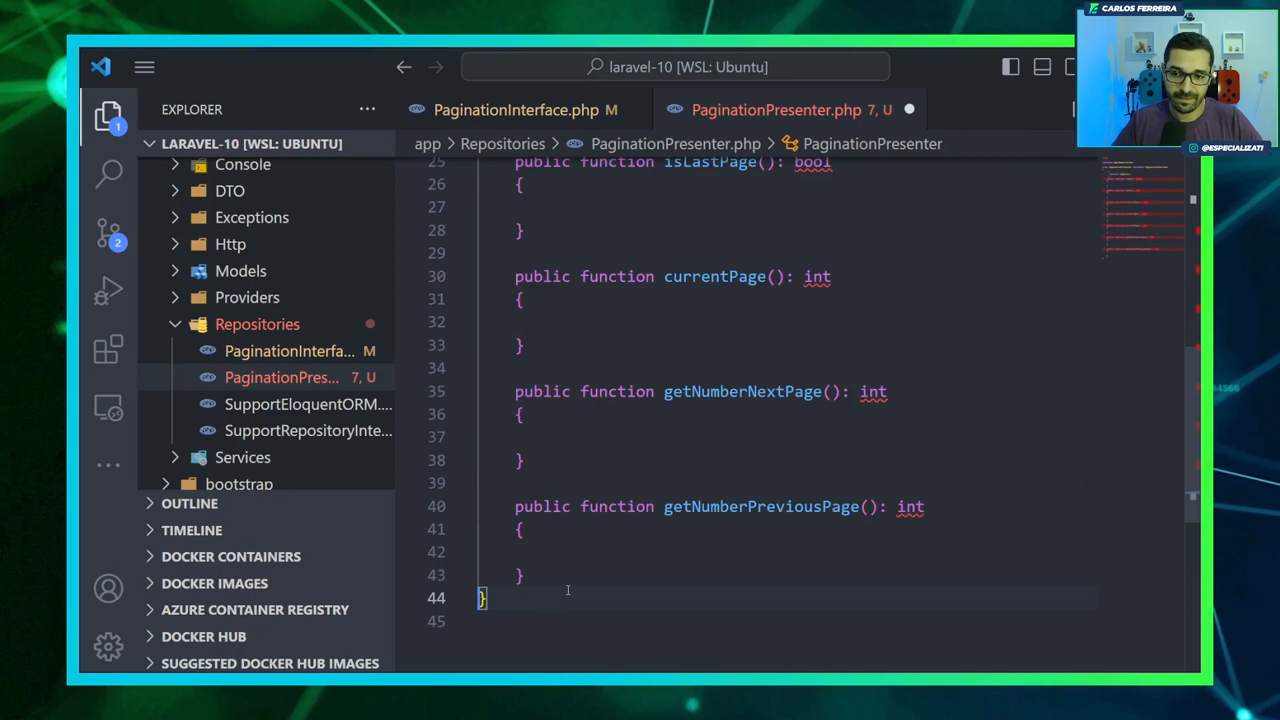 CARLOS FERREIRA
laravel-10 [WSL: Ubuntu]
EXPLORER
PaginationInterface.php M
PaginationPresenter.php 7, U
LARAVEL-10 [WSL: UBUNTU]
app > Repositories > PaginationPresenter.php > PaginationPresenter
@ESPECIALIZATI
1
2
Console
DTO
Exceptions
Http
Models
Providers
Repositories
PaginationInterfa... M
PaginationPres... 7, U
SupportEloquentORM....
SupportRepositoryInte...
Services
bootstrap
OUTLINE
TIMELINE
DOCKER CONTAINERS
DOCKER IMAGES
AZURE CONTAINER REGISTRY
DOCKER HUB
SUGGESTED DOCKER HUB IMAGES
25 public function isLastPage(): bool
26 {
27
28 }
29
30 public function currentPage(): int
31 {
32
33 }
34
35 public function getNumberNextPage(): int
36 {
37
38 }
39
40 public function getNumberPreviousPage(): int
41 {
42
43 }
44 }
45